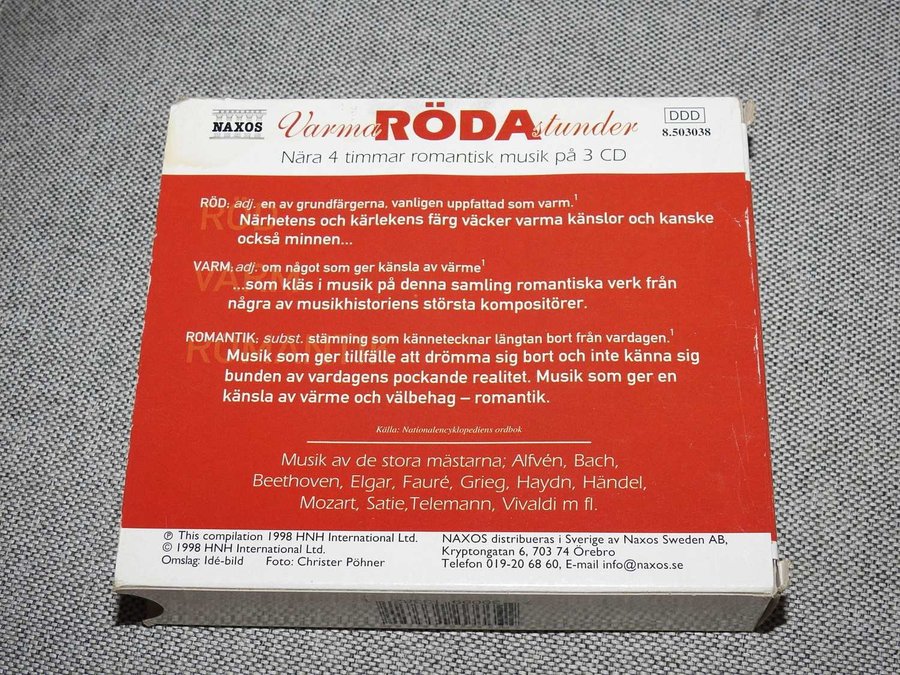 NAXOS
Varma RÖDA stunder
DDD
8.503038
Nära 4 timmar romantisk musik på 3 CD
RÖD
RÖD: adj. en av grundfärgerna, vanligen uppfattad som varm.1
Närhetens och kärlekens färg väcker varma känslor och kanske
också minnen...
VARM
VARM: adj. om något som ger känsla av värme1
...som kläs i musik på denna samling romantiska verk från
några av musikhistoriens största kompositörer.
ROMANTIK
ROMANTIK: subst. stämning som kännetecknar längtan bort från vardagen.1
Musik som ger tillfälle att drömma sig bort och inte känna sig
bunden av vardagens pockande realitet. Musik som ger en
känsla av värme och välbehag – romantik.
Källa: Nationalencyklopediens ordbok
Musik av de stora mästarna; Alfvén, Bach,
Beethoven, Elgar, Fauré, Grieg, Haydn, Händel,
Mozart, Satie, Telemann, Vivaldi m fl.
℗ This compilation 1998 HNH International Ltd.
© 1998 HNH International Ltd.
Omslag: Idé-bild Foto: Christer Pöhner
NAXOS distribueras i Sverige av Naxos Sweden AB,
Kryptongatan 6, 703 74 Örebro
Telefon 019-20 68 60, E-mail info@naxos.se